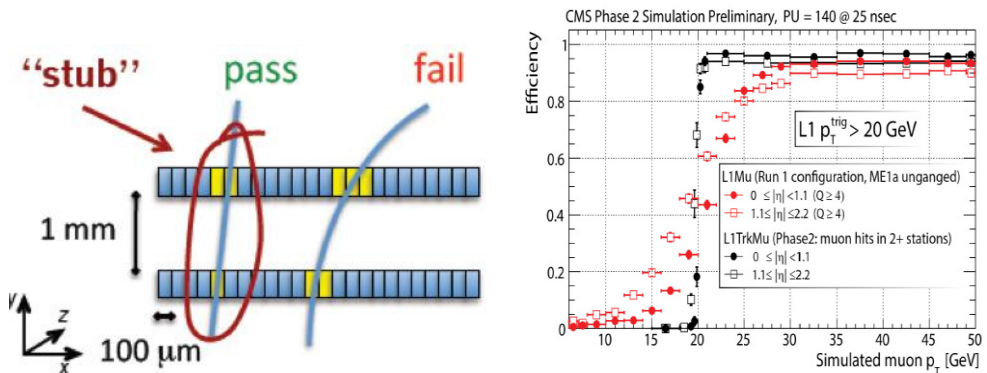 “stub”
pass
fail
1 mm
100 μm
y
z
x
CMS Phase 2 Simulation Preliminary, PU = 140 @ 25 nsec
Efficiency
1
0.8
0.6
0.4
0.2
0
L1 p_T^trig > 20 GeV
L1Mu (Run 1 configuration, ME1a unganged)
0 ≤ |η| <1.1 (Q ≥ 4)
1.1≤ |η| ≤2.2 (Q ≥ 4)
L1TrkMu (Phase2: muon hits in 2+ stations)
0 ≤ |η| <1.1
1.1≤ |η| ≤2.2
10 15 20 25 30 35 40 45 50
Simulated muon p_T [GeV]